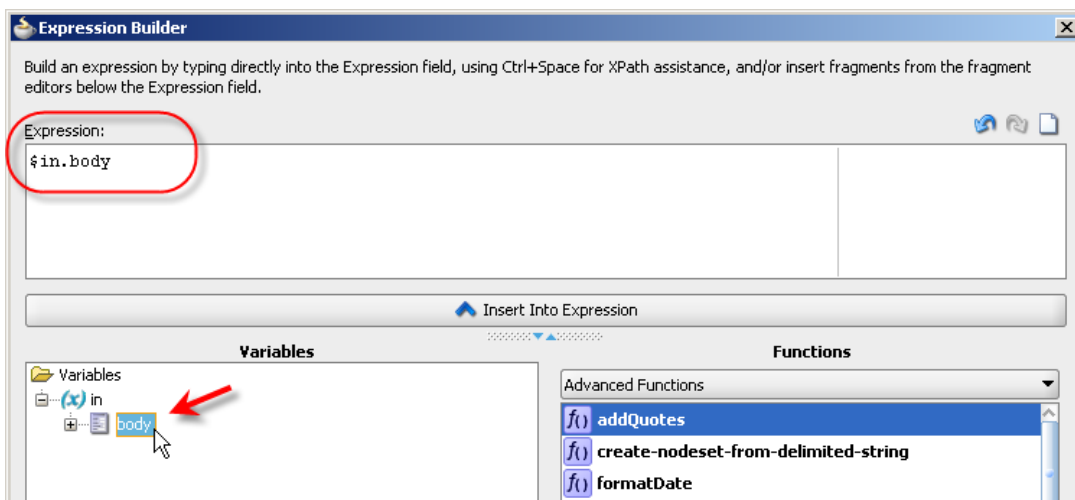 Expression Builder
Build an expression by typing directly into the Expression field, using Ctrl+Space for XPath assistance, and/or insert fragments from the fragment
editors below the Expression field.
Expression:
$in.body
Insert Into Expression
Variables
Functions
Variables
(x) in
body
Advanced Functions
f() addQuotes
f() create-nodeset-from-delimited-string
f() formatDate